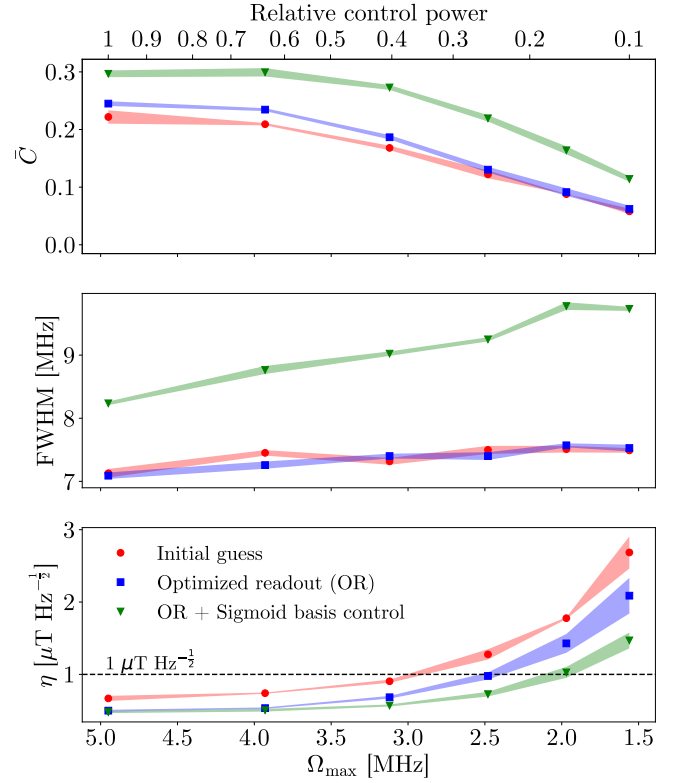 Relative control power
1 0.9 0.8 0.7 0.6 0.5 0.4 0.3 0.2 0.1
0.3
0.2
0.1
0.0
C̄
9
8
7
FWHM [MHz]
3
2
1
η [μT Hz^{-1/2}]
Initial guess
Optimized readout (OR)
OR + Sigmoid basis control
1 μT Hz^{-1/2}
5.0 4.5 4.0 3.5 3.0 2.5 2.0 1.5
Ω_max [MHz]